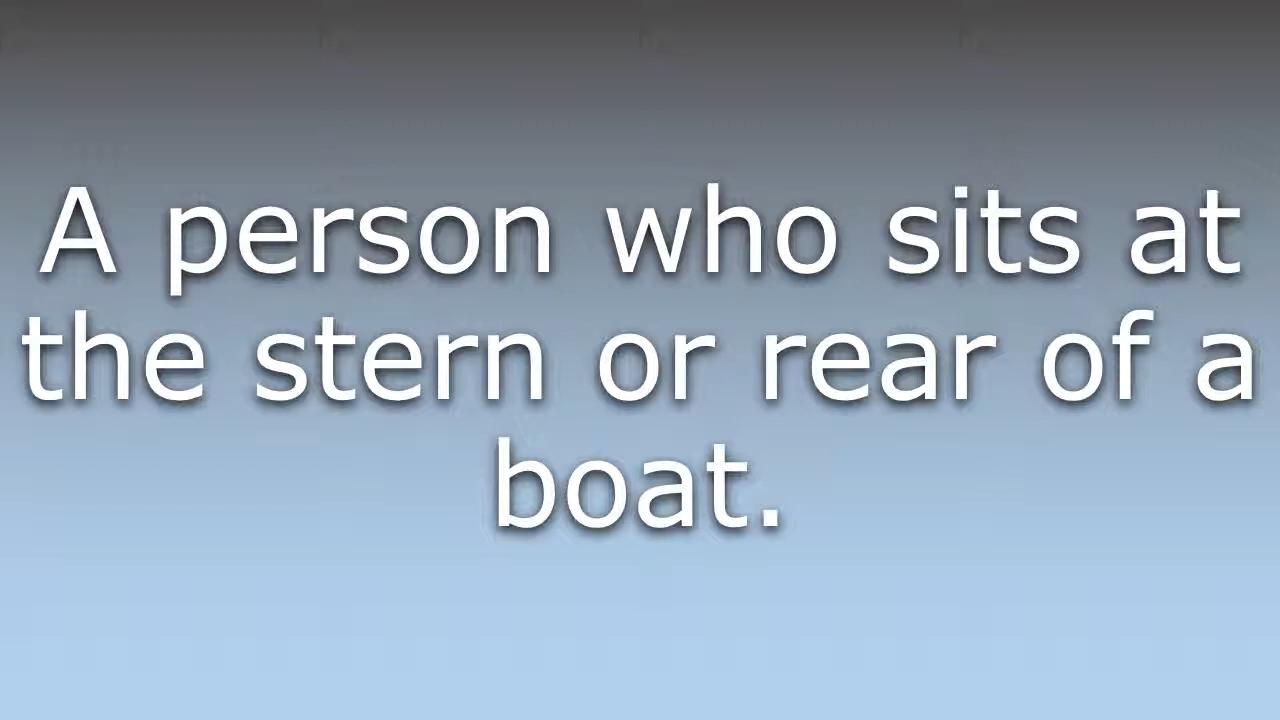 A person who sits at
the stern or rear of a
boat.